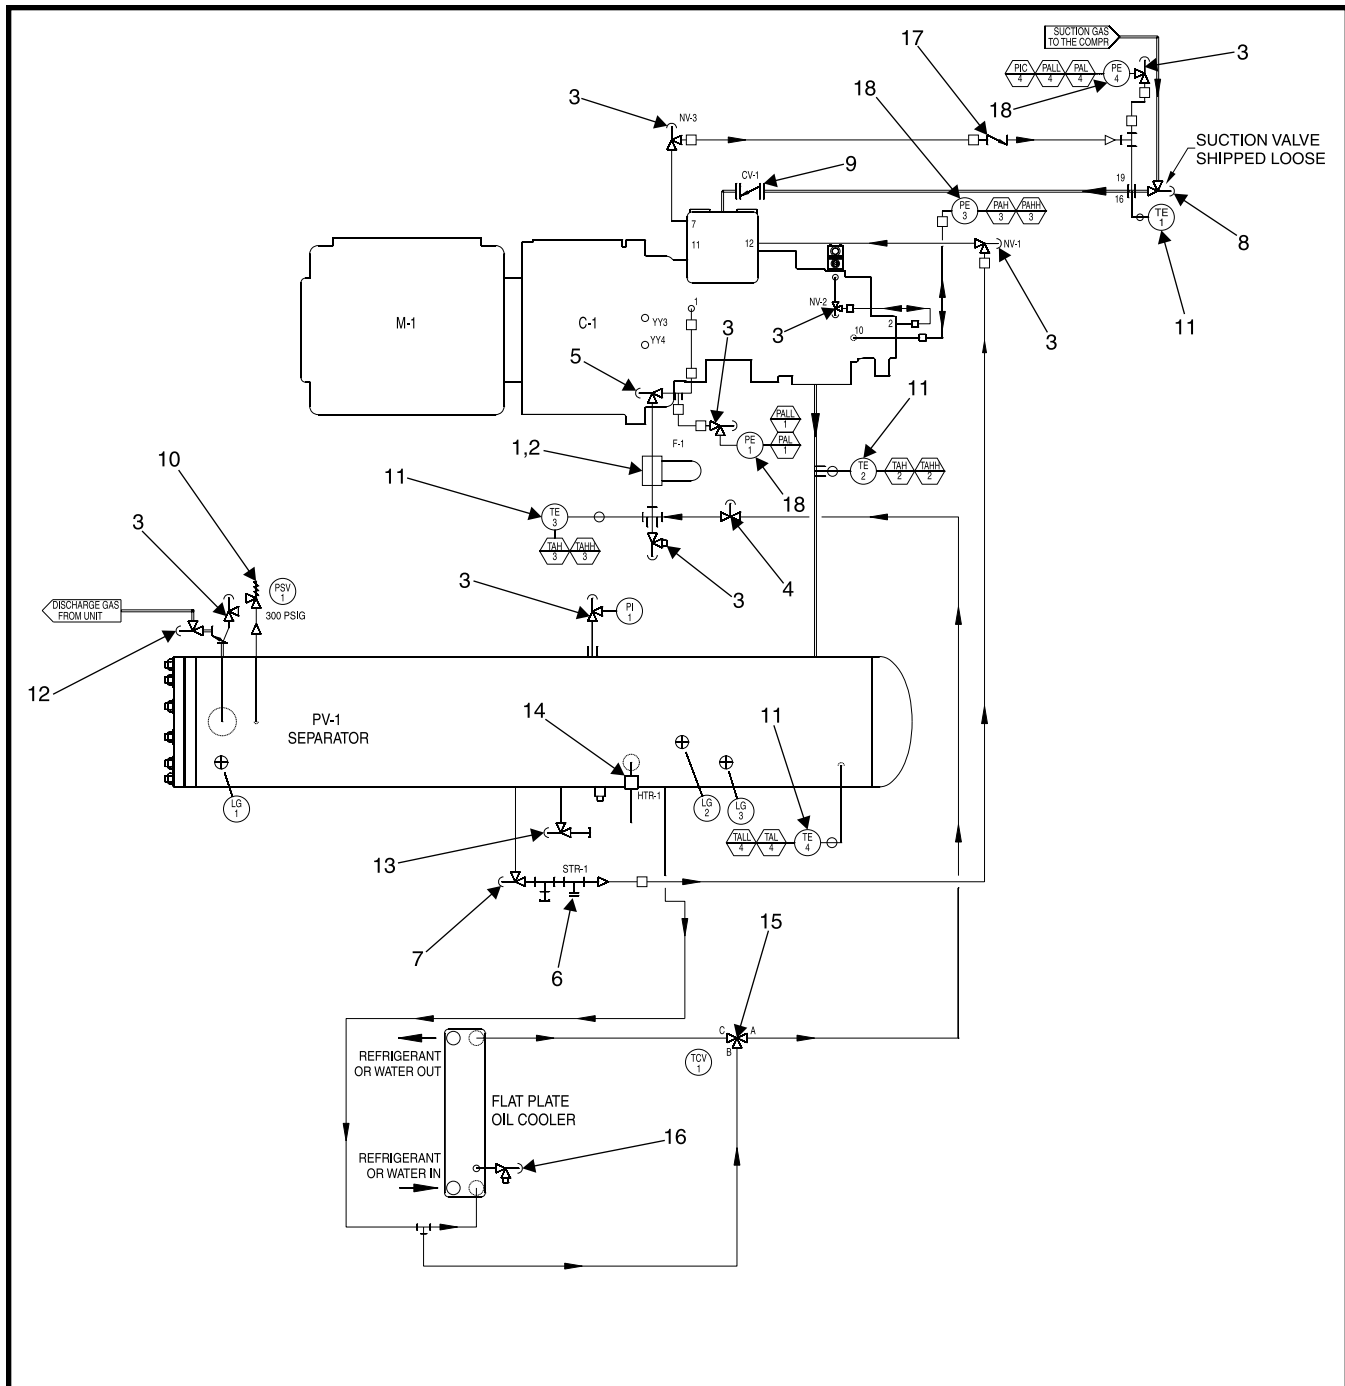 SUCTION GAS
TO THE COMPR
17
3
PIC
4
PALL
4
PAL
4
PE
4
18
18
3
NV-3
SUCTION VALVE
SHIPPED LOOSE
CV-1
9
19
16
PE
3
PAH
3
PAHH
3
TE
1
8
7
11
12
NV-1
3
11
M-1
C-1
YY3
YY4
1
NV-2
3
2
10
5
3
11
PALL
1
PAL
1
PE
1
F-1
1,2
18
TE
2
TAH
2
TAHH
2
10
11
TE
3
TAH
3
TAHH
3
4
3
3
3
PSV
1
300 PSIG
PI
1
DISCHARGE GAS
FROM UNIT
12
PV-1
SEPARATOR
14
11
HTR-1
LG
1
LG
2
LG
3
TALL
4
TAL
4
TE
4
13
STR-1
7
6
15
C
A
B
TCV
1
REFRIGERANT
OR WATER OUT
FLAT PLATE
OIL COOLER
16
REFRIGERANT
OR WATER IN